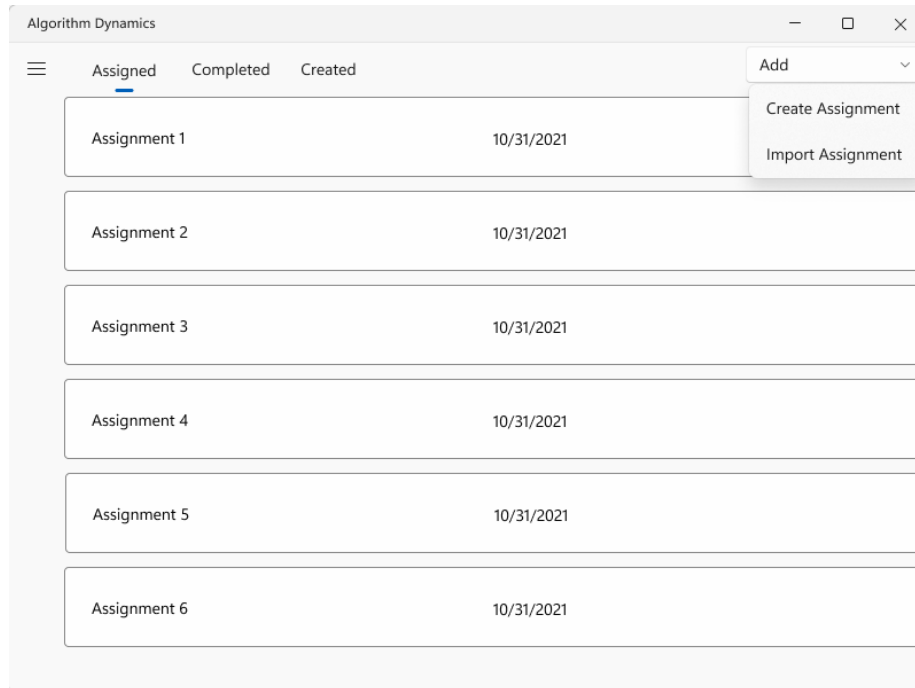 Algorithm Dynamics
Assigned Completed Created Add
Create Assignment
Assignment 1 10/31/2021
Import Assignment
Assignment 2 10/31/2021
Assignment 3 10/31/2021
Assignment 4 10/31/2021
Assignment 5 10/31/2021
Assignment 6 10/31/2021